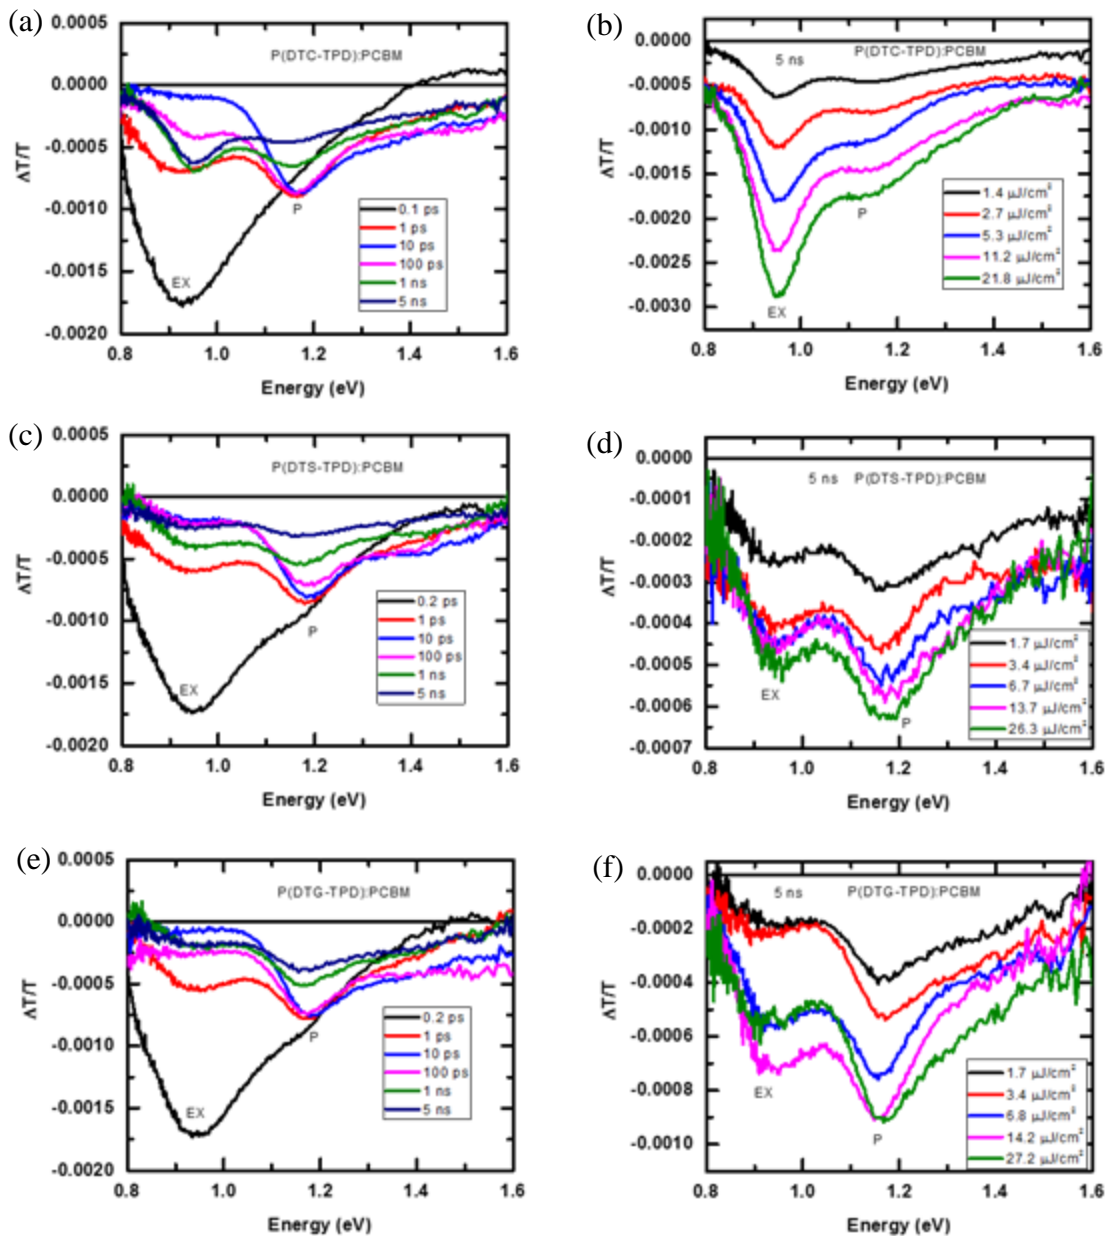 (a)
0.0005
0.0000
-0.0005
-0.0010
-0.0015
-0.0020
ΔT/T
P(DTC-TPD):PCBM
EX
P
0.1 ps
1 ps
10 ps
100 ps
1 ns
5 ns
0.8 1.0 1.2 1.4 1.6
Energy (eV)
(b)
0.0000
-0.0005
-0.0010
-0.0015
-0.0020
-0.0025
-0.0030
ΔT/T
5 ns P(DTC-TPD):PCBM
P
EX
1.4 μJ/cm²
2.7 μJ/cm²
5.3 μJ/cm²
11.2 μJ/cm²
21.8 μJ/cm²
0.8 1.0 1.2 1.4 1.6
Energy (eV)
(c)
0.0005
0.0000
-0.0005
-0.0010
-0.0015
-0.0020
ΔT/T
P(DTS-TPD):PCBM
EX
P
0.2 ps
1 ps
10 ps
100 ps
1 ns
5 ns
0.8 1.0 1.2 1.4 1.6
Energy (eV)
(d)
0.0000
-0.0001
-0.0002
-0.0003
-0.0004
-0.0005
-0.0006
-0.0007
ΔT/T
5 ns P(DTS-TPD):PCBM
EX
P
1.7 μJ/cm²
3.4 μJ/cm²
6.7 μJ/cm²
13.7 μJ/cm²
26.3 μJ/cm²
0.8 1.0 1.2 1.4 1.6
Energy (eV)
(e)
0.0005
0.0000
-0.0005
-0.0010
-0.0015
-0.0020
ΔT/T
P(DTG-TPD):PCBM
EX
P
0.2 ps
1 ps
10 ps
100 ps
1 ns
5 ns
0.8 1.0 1.2 1.4 1.6
Energy (eV)
(f)
0.0000
-0.0002
-0.0004
-0.0006
-0.0008
-0.0010
ΔT/T
5 ns P(DTG-TPD):PCBM
EX
P
1.7 μJ/cm²
3.4 μJ/cm²
6.8 μJ/cm²
14.2 μJ/cm²
27.2 μJ/cm²
0.8 1.0 1.2 1.4 1.6
Energy (eV)